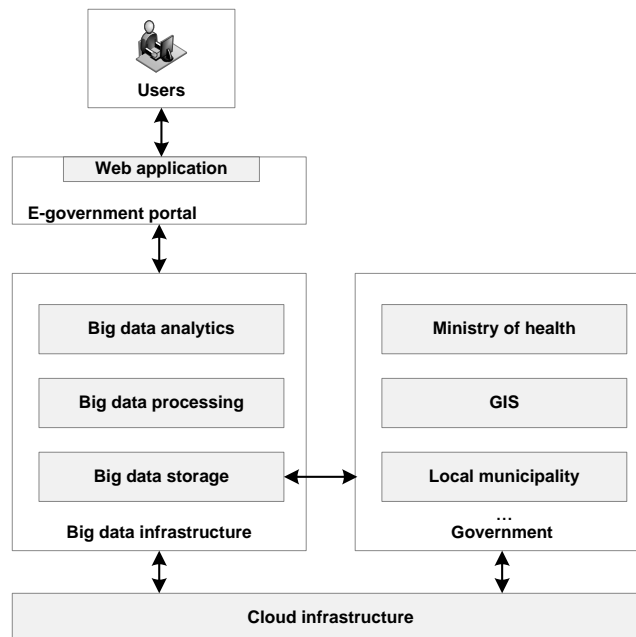 Users
Web application
E-government portal
Big data analytics
Big data processing
Big data storage
Big data infrastructure
Ministry of health
GIS
Local municipality
...
Government
Cloud infrastructure